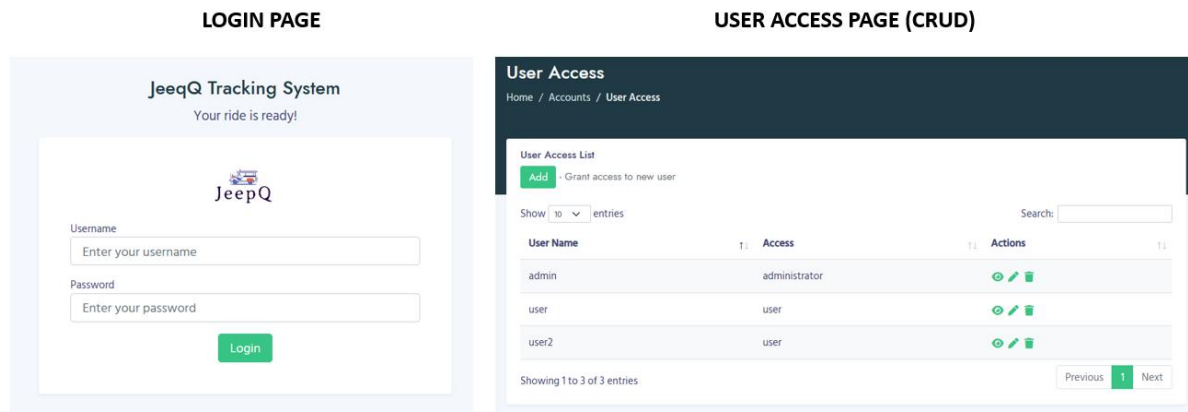 LOGIN PAGE
JeeqQ Tracking System
Your ride is ready!
JeepQ
Username
Enter your username
Password
Enter your password
Login
USER ACCESS PAGE (CRUD)
User Access
Home / Accounts / User Access
User Access List
Add - Grant access to new user
Show 10 entries Search:
User Name Access Actions
admin administrator
user user
user2 user
Showing 1 to 3 of 3 entries Previous 1 Next